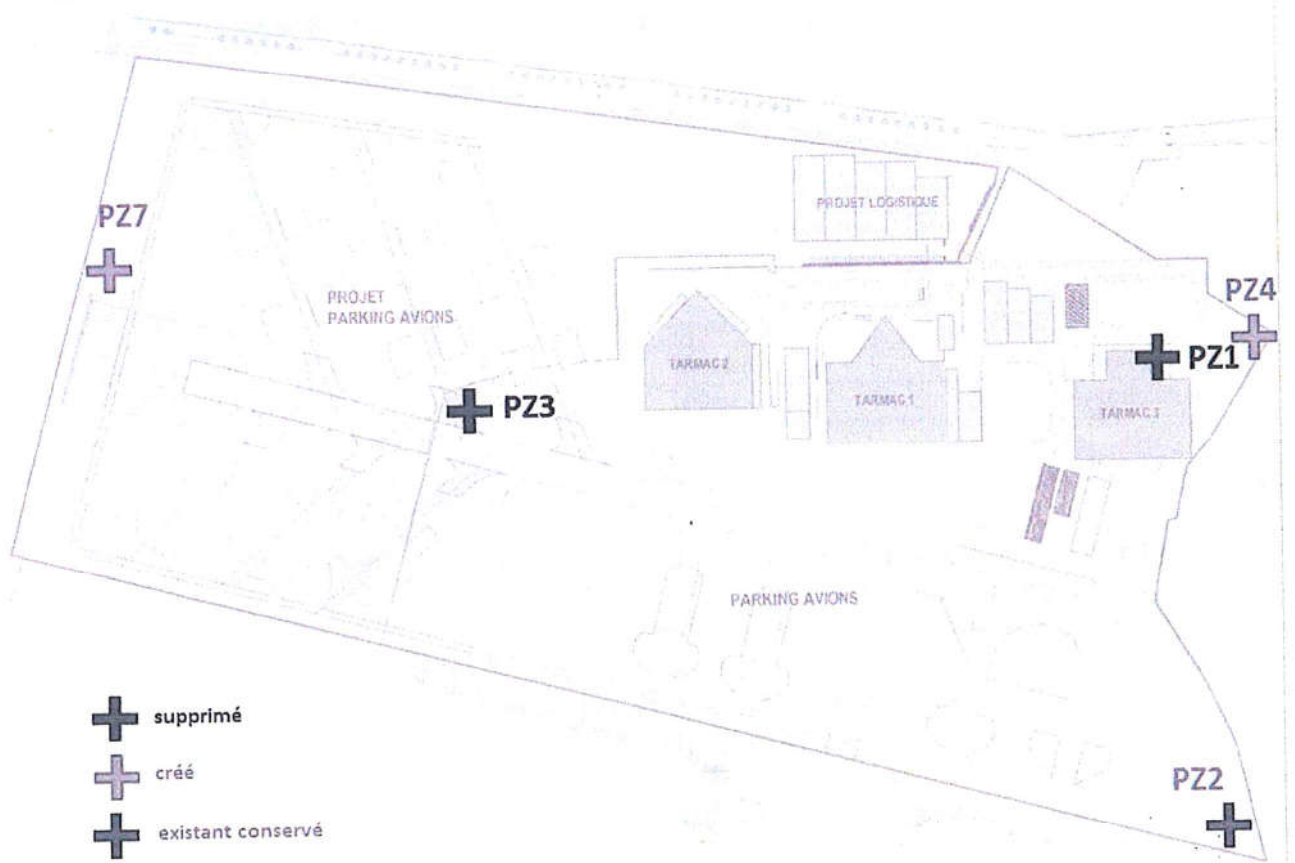 PROJET LOGISTIQUE
PZ7
PROJET
PARKING AVIONS
PZ4
PZ1
TARMAC 2
TARMAC 1
TARMAC 3
PZ3
PARKING AVIONS
supprimé
créé
PZ2
existant conservé